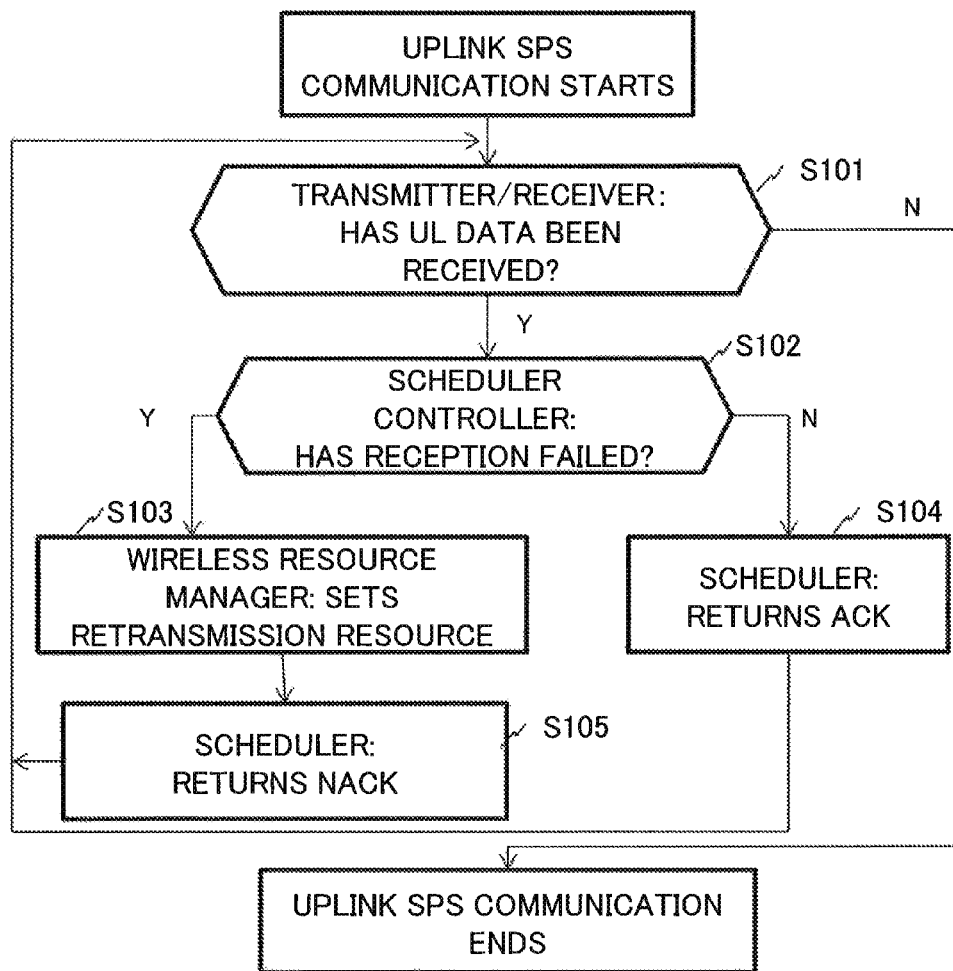 UPLINK SPS
COMMUNICATION STARTS
S101
TRANSMITTER/RECEIVER:
HAS UL DATA BEEN
RECEIVED?
N
Y
S102
SCHEDULER
CONTROLLER:
HAS RECEPTION FAILED?
Y
N
S103
WIRELESS RESOURCE
MANAGER: SETS
RETRANSMISSION RESOURCE
S104
SCHEDULER:
RETURNS ACK
S105
SCHEDULER:
RETURNS NACK
UPLINK SPS COMMUNICATION
ENDS